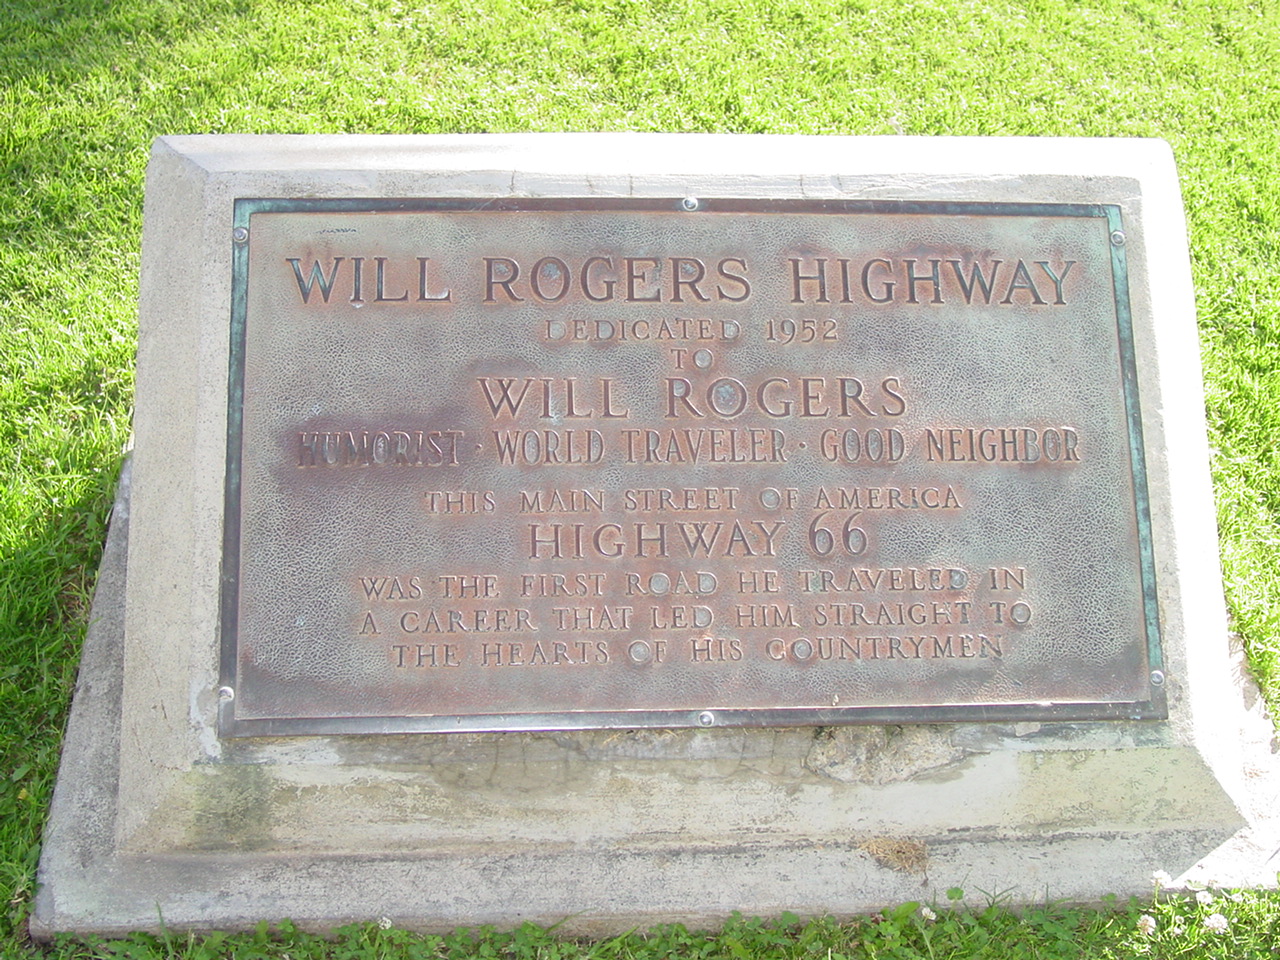 WILL ROGERS HIGHWAY
DEDICATED 1952
TO
WILL ROGERS
HUMORIST · WORLD TRAVELER · GOOD NEIGHBOR
THIS MAIN STREET OF AMERICA
HIGHWAY 66
WAS THE FIRST ROAD HE TRAVELED IN
A CAREER THAT LED HIM STRAIGHT TO
THE HEARTS OF HIS COUNTRYMEN